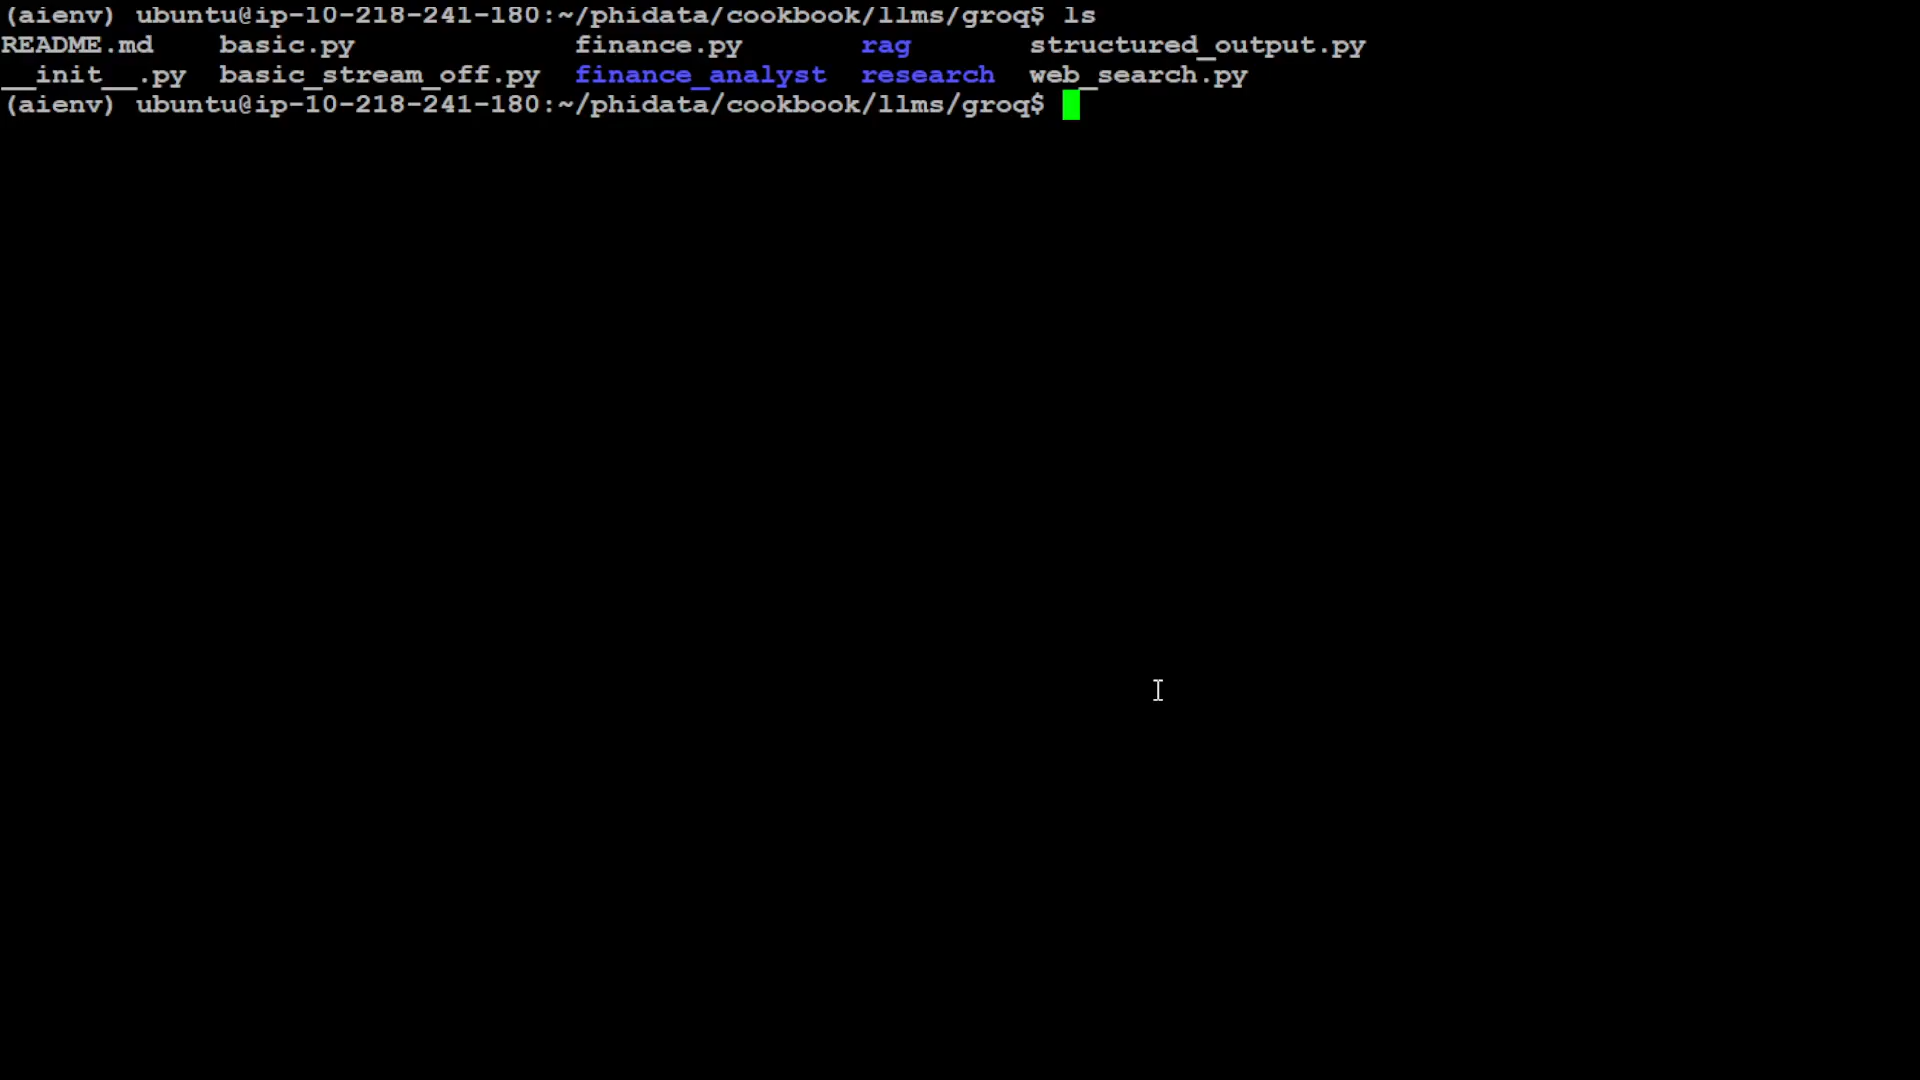 (aienv) ubuntu@ip-10-218-241-180:~/phidata/cookbook/llms/groq$ ls
README.md    basic.py             finance.py       rag       structured_output.py
__init__.py  basic_stream_off.py  finance_analyst  research  web_search.py
(aienv) ubuntu@ip-10-218-241-180:~/phidata/cookbook/llms/groq$